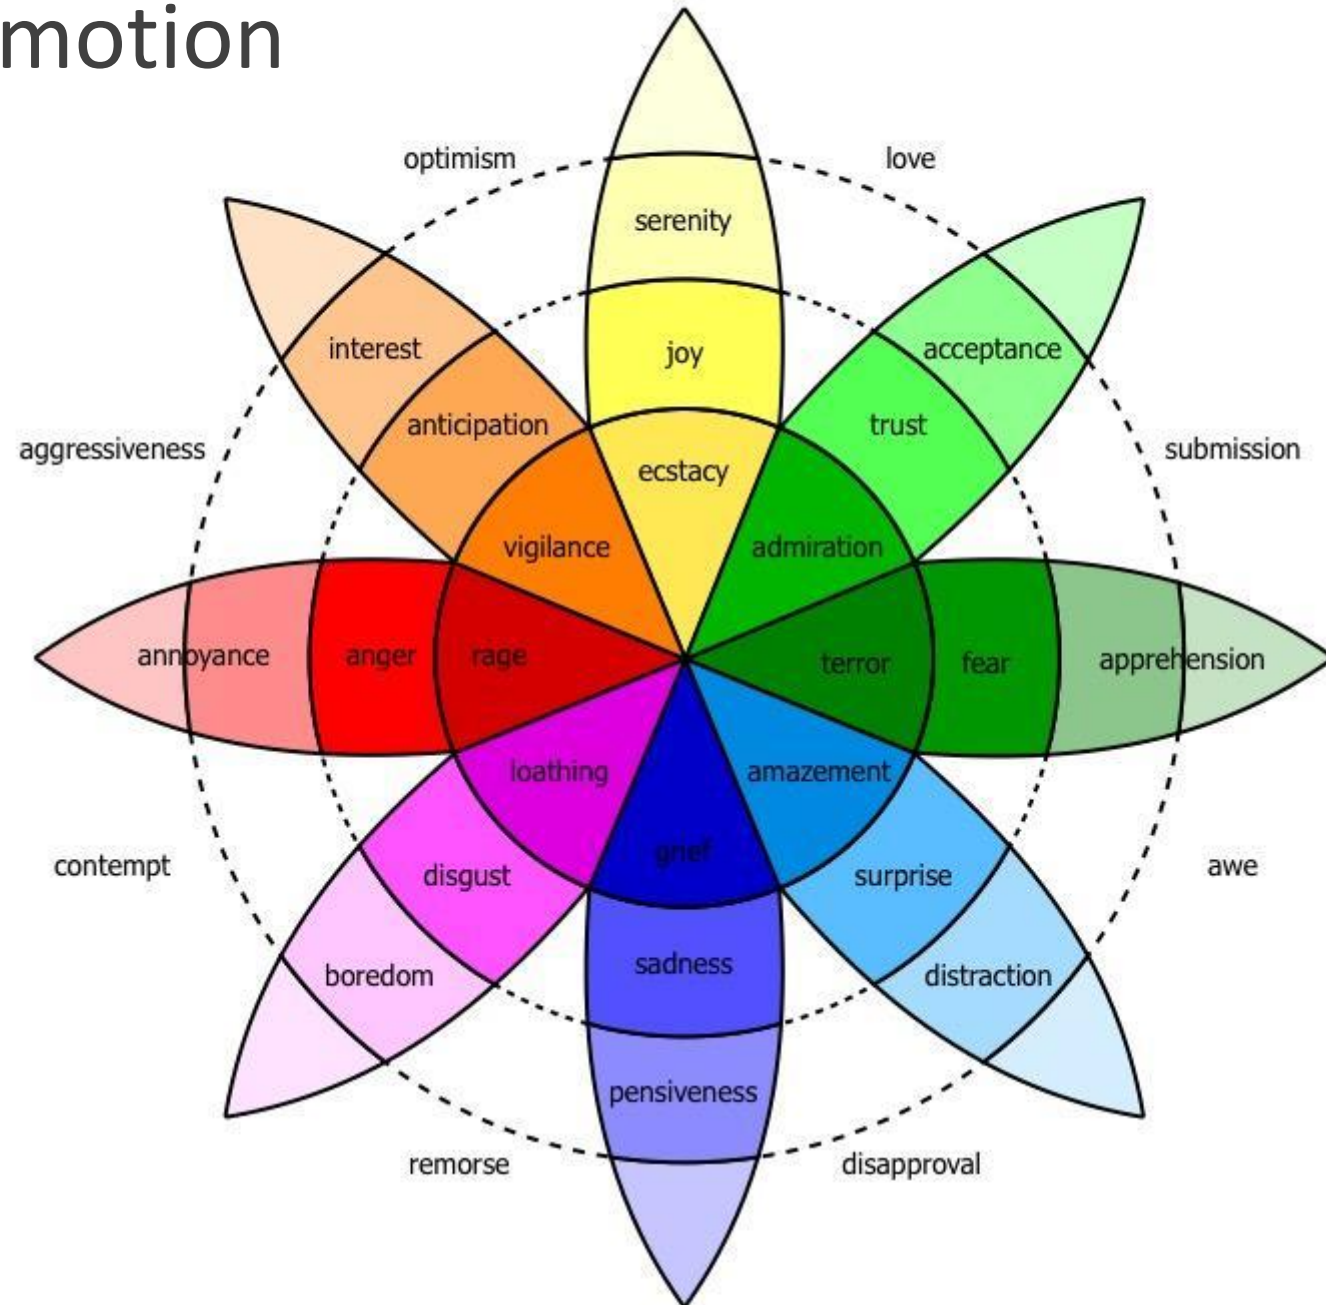 motion
optimism
love
serenity
interest
joy
acceptance
anticipation
trust
aggressiveness
submission
ecstacy
vigilance
admiration
annoyance
anger
rage
terror
fear
apprehension
loathing
amazement
grief
contempt
awe
disgust
surprise
boredom
sadness
distraction
pensiveness
remorse
disapproval